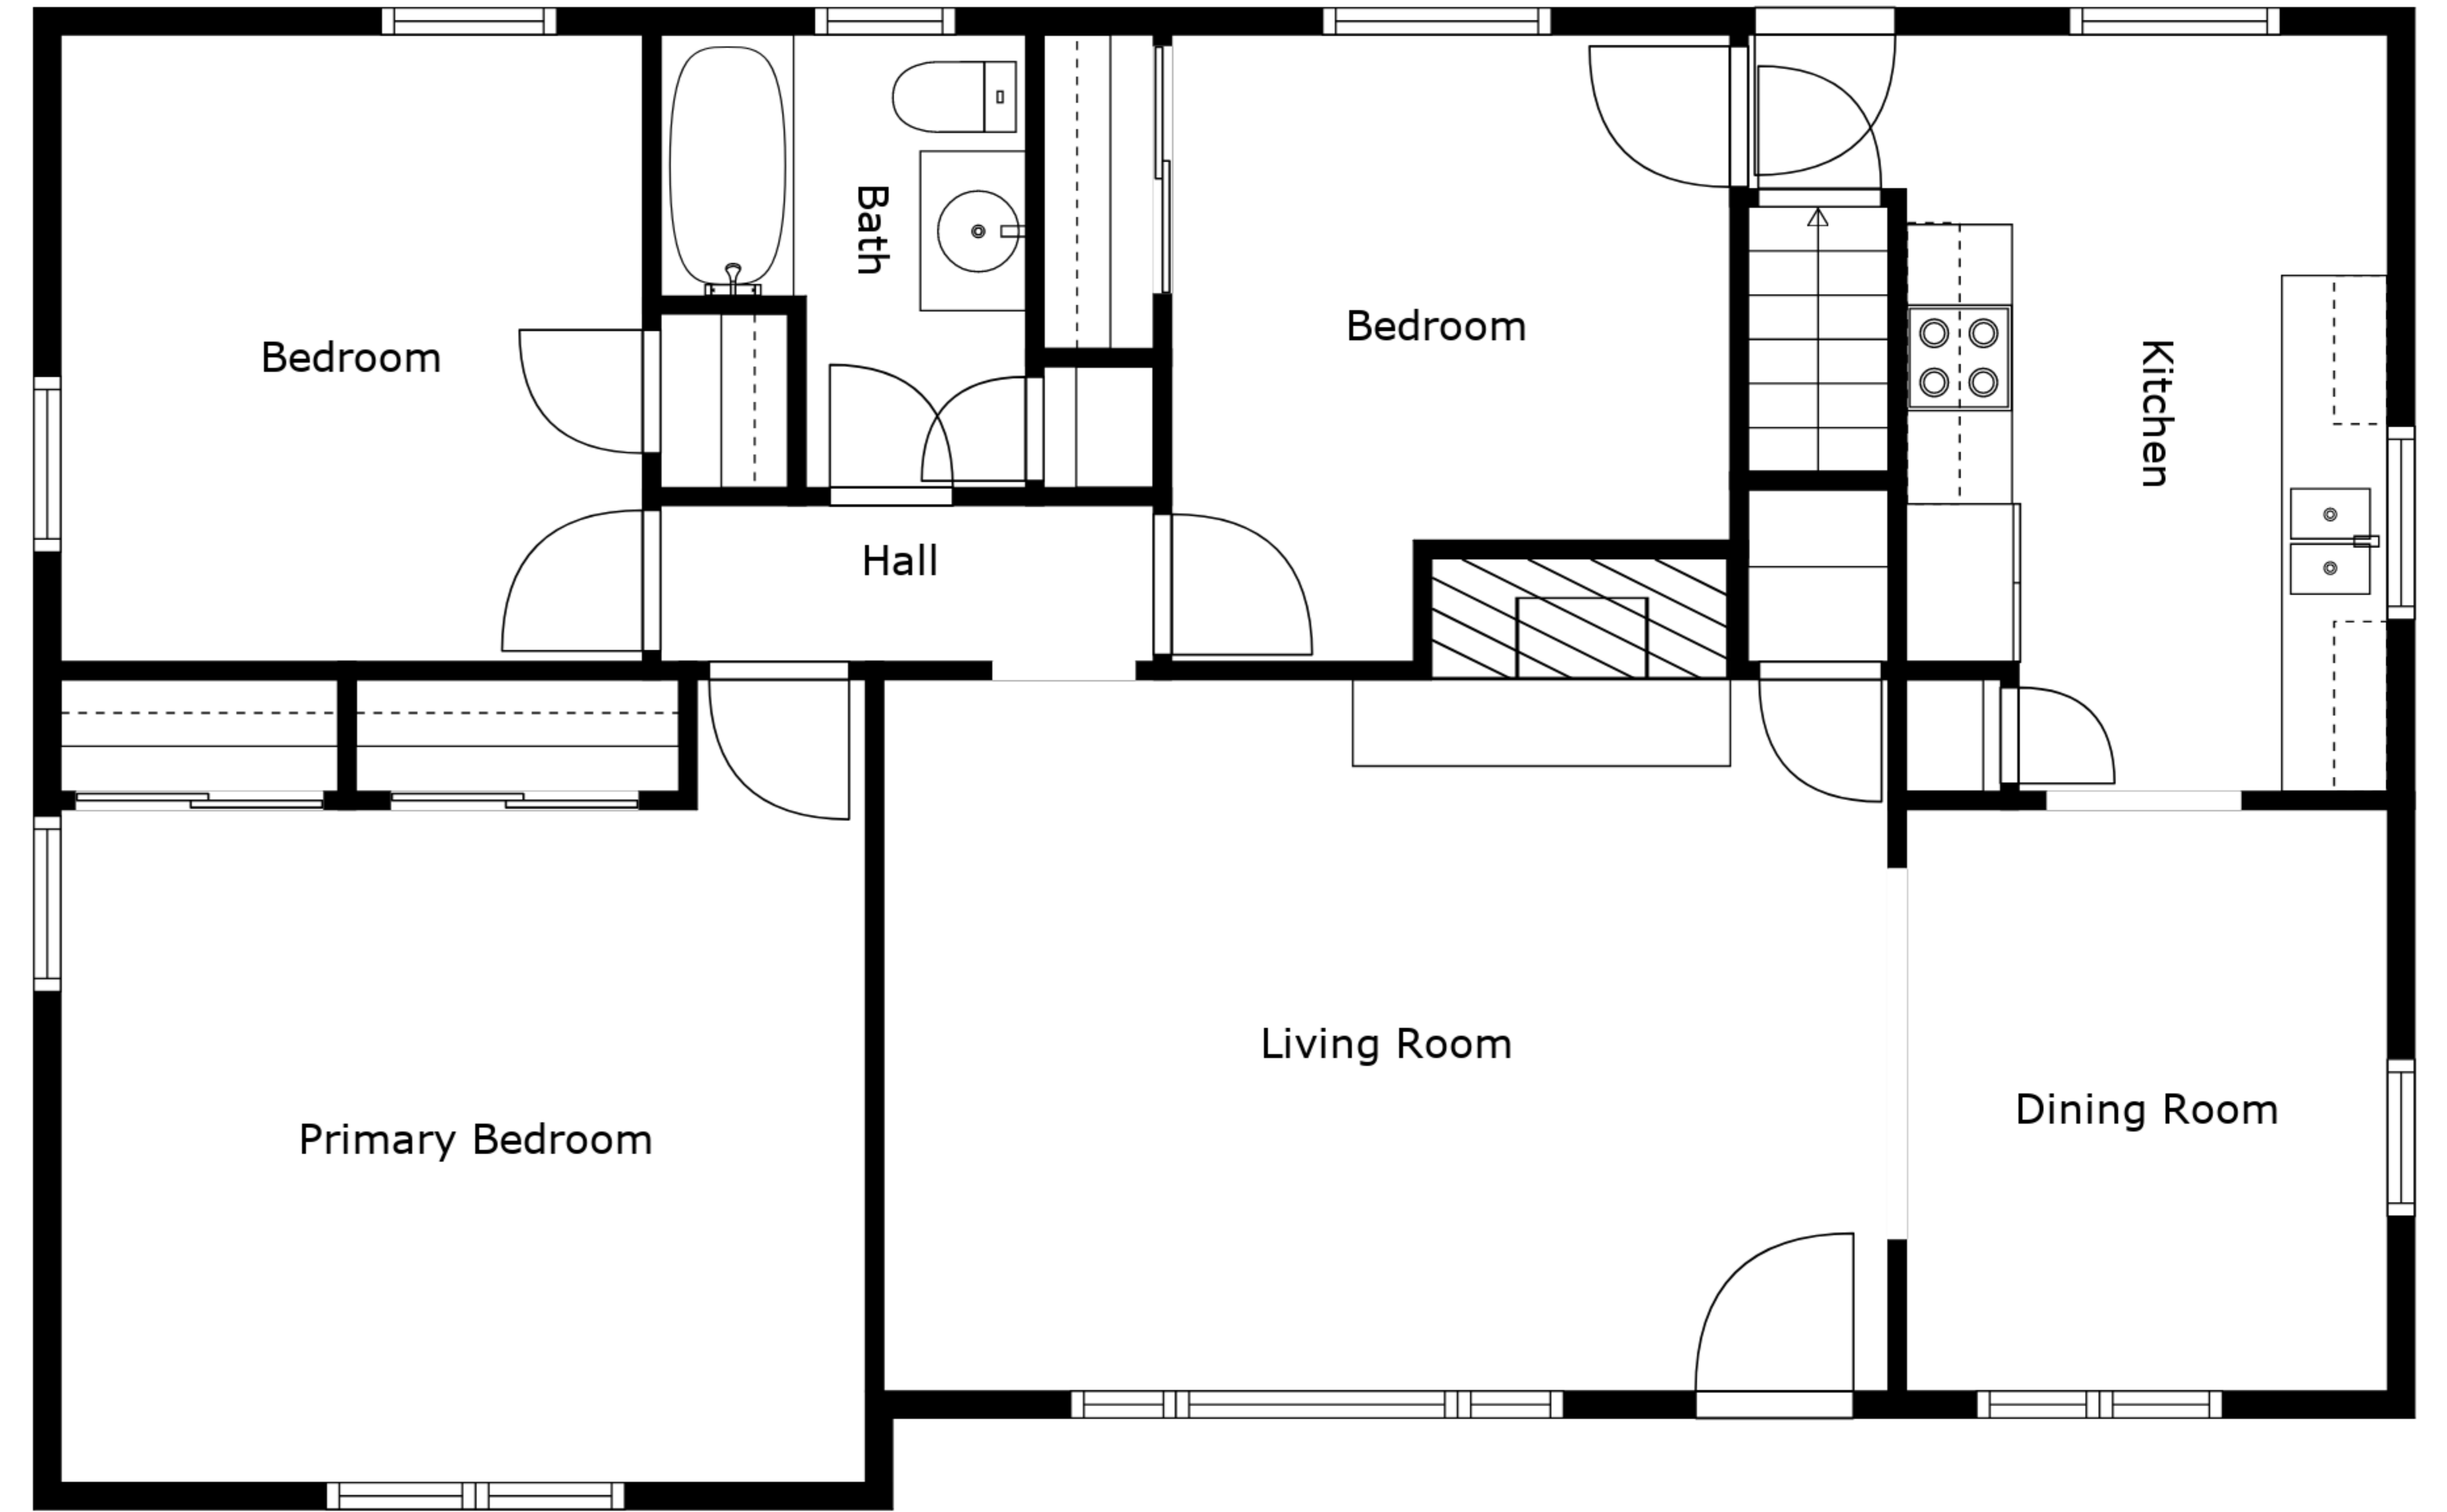 Bath
Bedroom
Bedroom
Kitchen
Hall
Living Room
Dining Room
Primary Bedroom